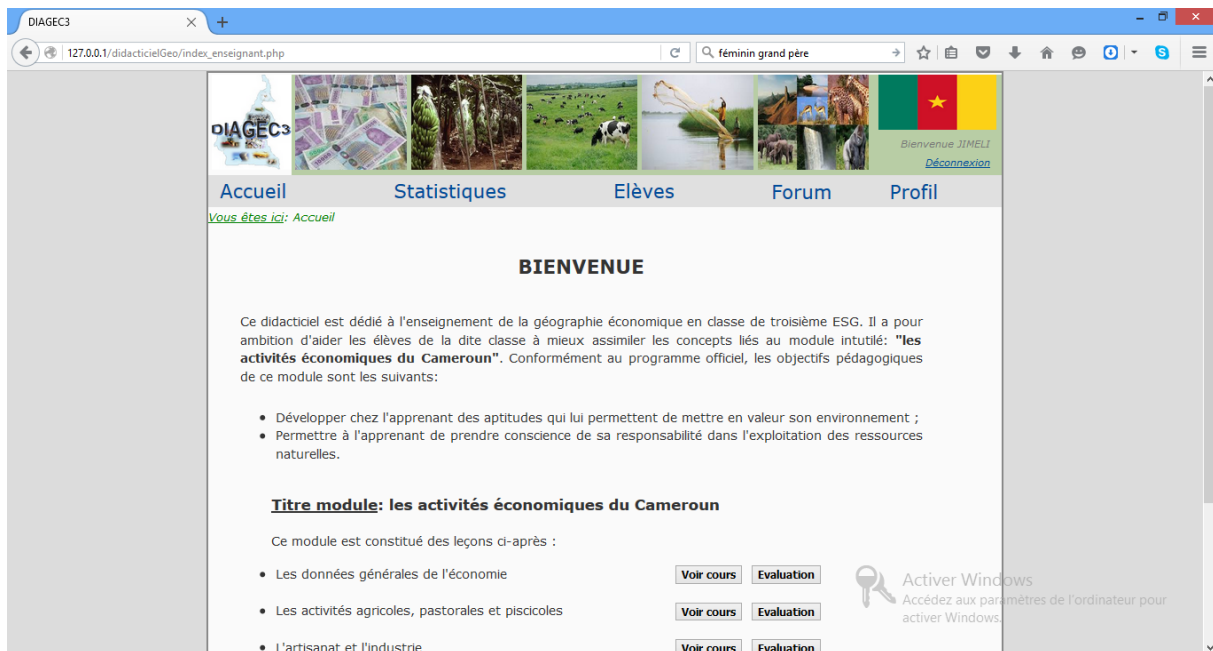 DIAGEC3
127.0.0.1/didacticielGeo/index_enseignant.php
féminin grand père
DIAGEC3
Bienvenue JIMELI
Déconnexion
Accueil Statistiques Elèves Forum Profil
Vous êtes ici: Accueil
BIENVENUE
Ce didacticiel est dédié à l'enseignement de la géographie économique en classe de troisième ESG. Il a pour
ambition d'aider les élèves de la dite classe à mieux assimiler les concepts liés au module intutilé: "les
activités économiques du Cameroun". Conformément au programme officiel, les objectifs pédagogiques
de ce module sont les suivants:
• Développer chez l'apprenant des aptitudes qui lui permettent de mettre en valeur son environnement ;
• Permettre à l'apprenant de prendre conscience de sa responsabilité dans l'exploitation des ressources
naturelles.
Titre module: les activités économiques du Cameroun
Ce module est constitué des leçons ci-après :
• Les données générales de l'économie Voir cours Evaluation
• Les activités agricoles, pastorales et piscicoles Voir cours Evaluation
• L'artisanat et l'industrie Voir cours Evaluation
Activer Windows
Accédez aux paramètres de l'ordinateur pour
activer Windows.